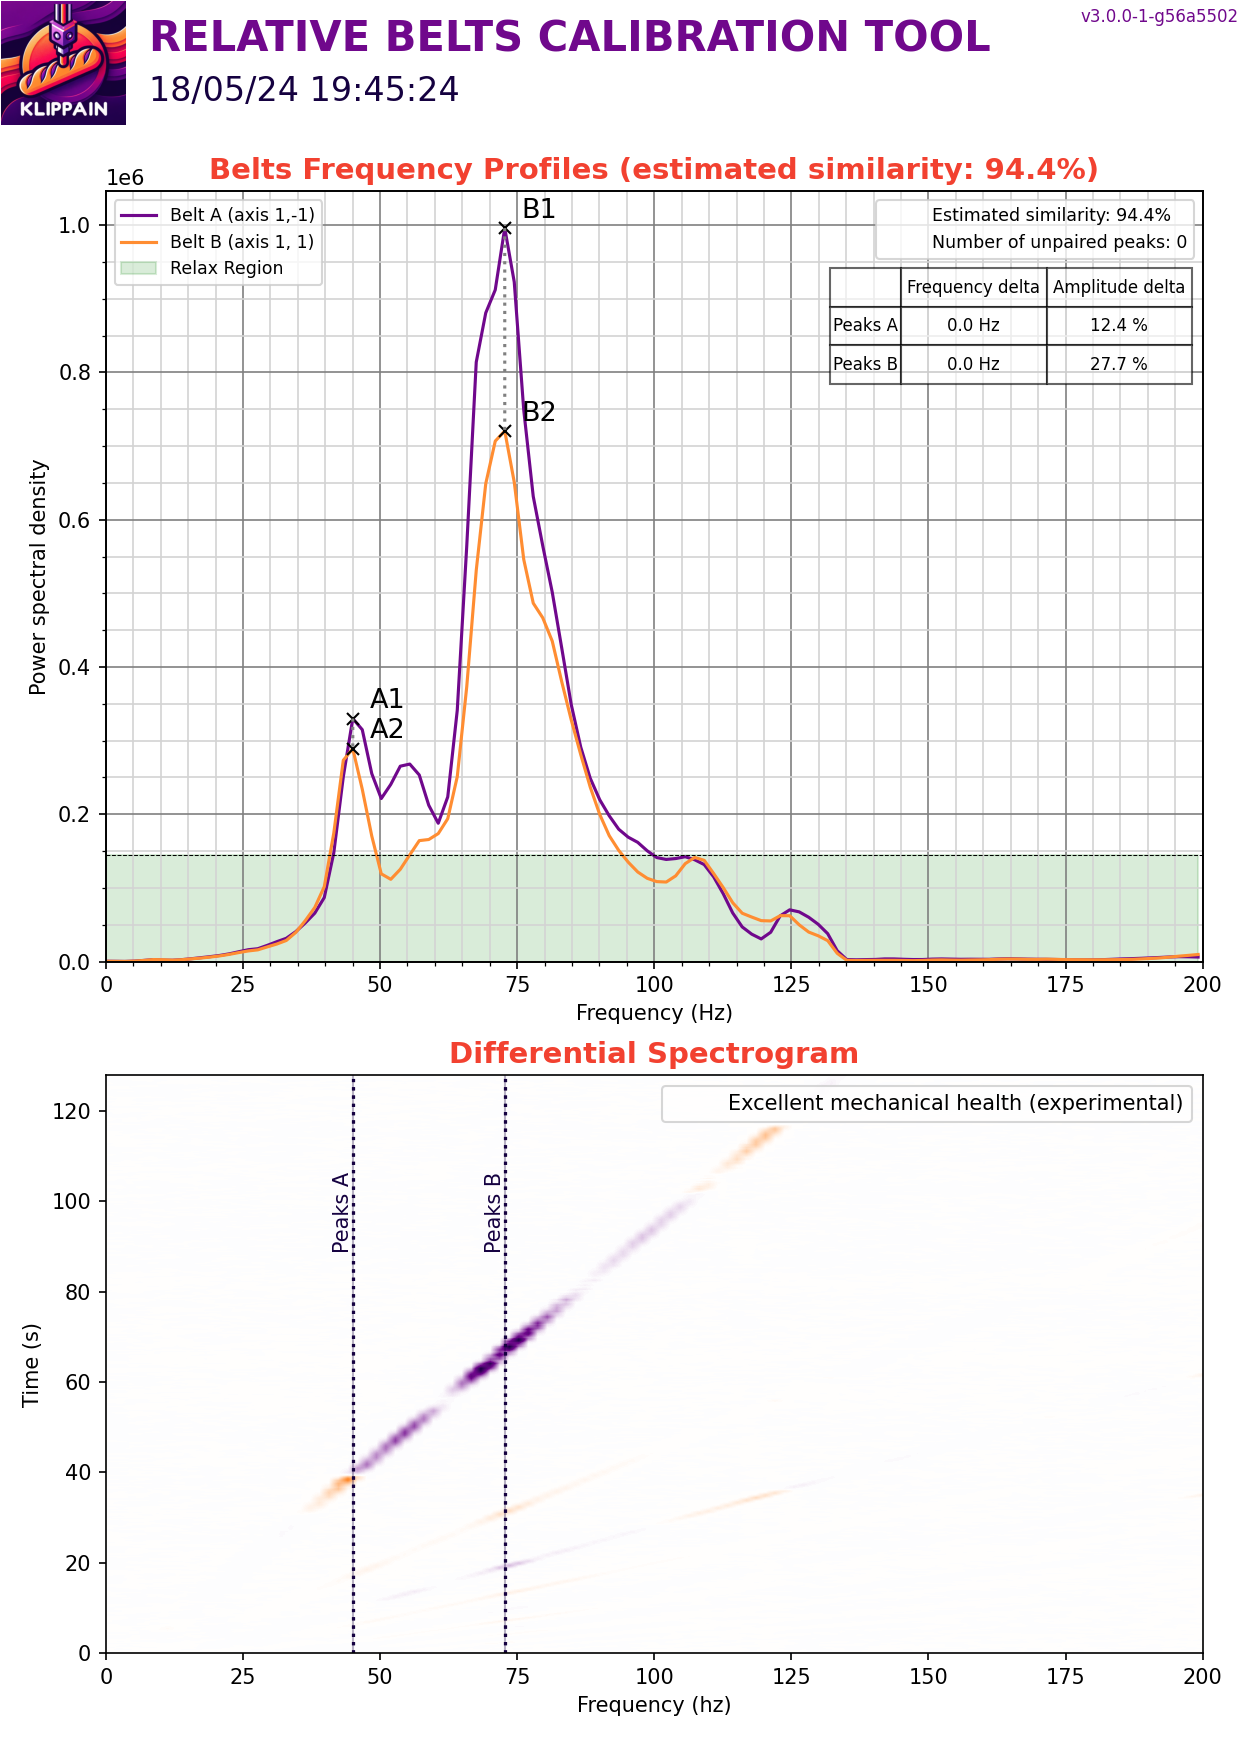 KLIPPAIN
RELATIVE BELTS CALIBRATION TOOL
18/05/24 19:45:24
v3.0.0-1-g56a5502
Belts Frequency Profiles (estimated similarity: 94.4%)
1e6
Belt A (axis 1,-1)
Belt B (axis 1, 1)
Relax Region
Estimated similarity: 94.4%
Number of unpaired peaks: 0
Frequency delta Amplitude delta
Peaks A 0.0 Hz 12.4 %
Peaks B 0.0 Hz 27.7 %
B1
B2
A1
A2
Power spectral density
1.0
0.8
0.6
0.4
0.2
0.0
0 25 50 75 100 125 150 175 200
Frequency (Hz)
Differential Spectrogram
Excellent mechanical health (experimental)
Peaks A
Peaks B
Time (s)
120
100
80
60
40
20
0
0 25 50 75 100 125 150 175 200
Frequency (hz)